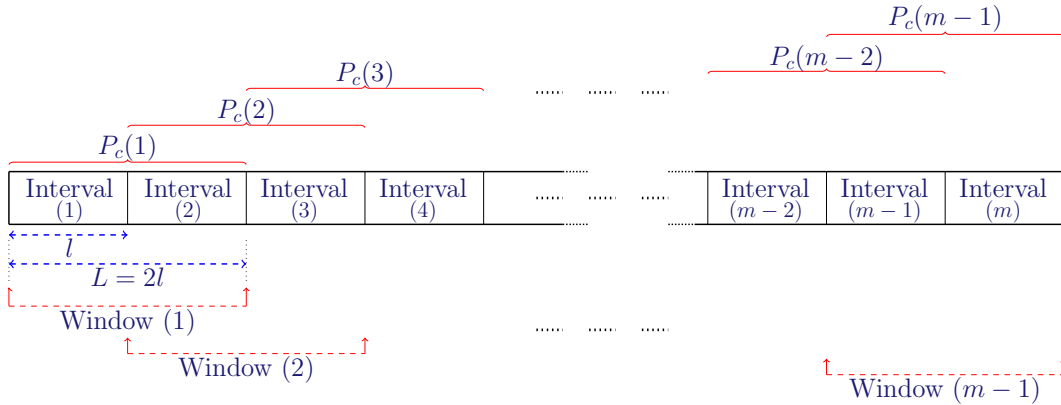 P_c(m − 1)
P_c(m − 2)
P_c(3)
P_c(2)
P_c(1)
Interval (1) Interval (2) Interval (3) Interval (4) Interval (m − 2) Interval (m − 1) Interval (m)
l
L = 2l
Window (1)
Window (2)
Window (m − 1)